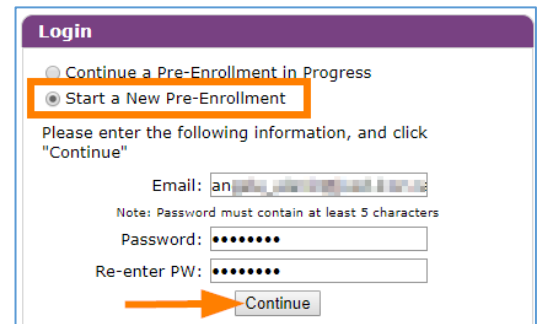 Login
Continue a Pre-Enrollment in Progress
Start a New Pre-Enrollment
Please enter the following information, and click
"Continue"
Email: an
Note: Password must contain at least 5 characters
Password: ••••••••
Re-enter PW: ••••••••
Continue